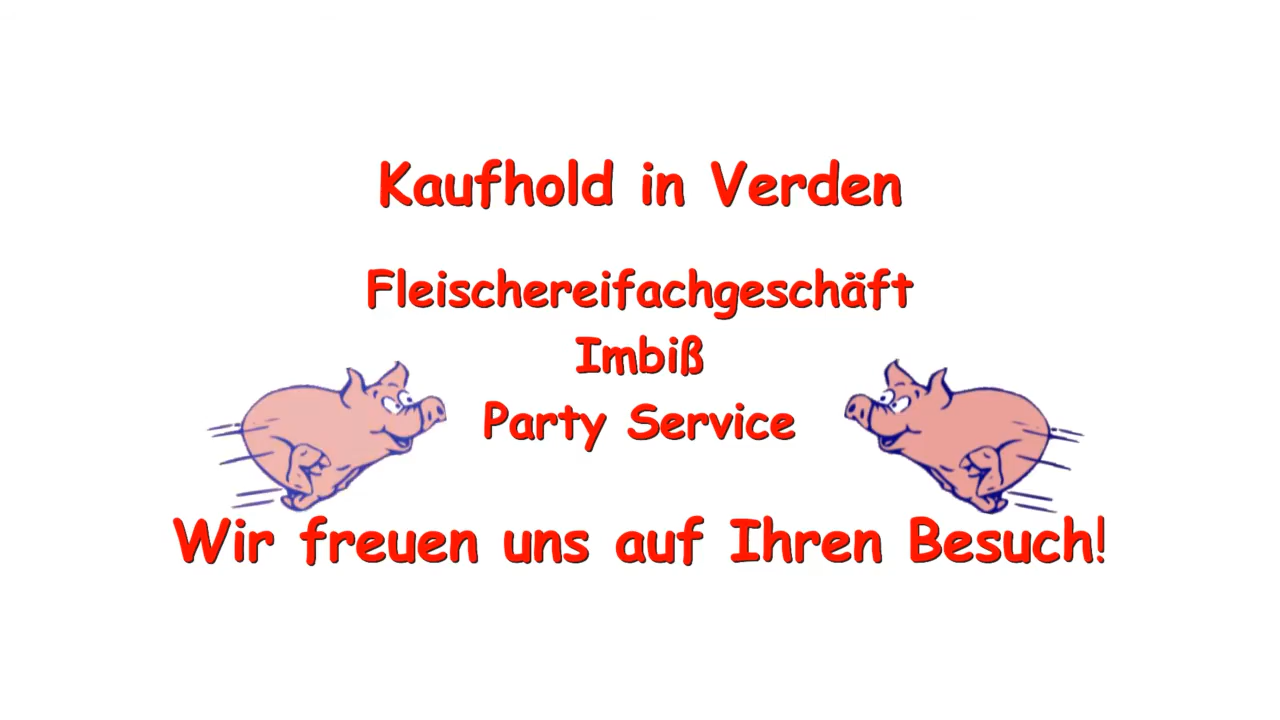 Kaufhold in Verden
Fleischereifachgeschäft
Imbiß
Party Service
Wir freuen uns auf Ihren Besuch!